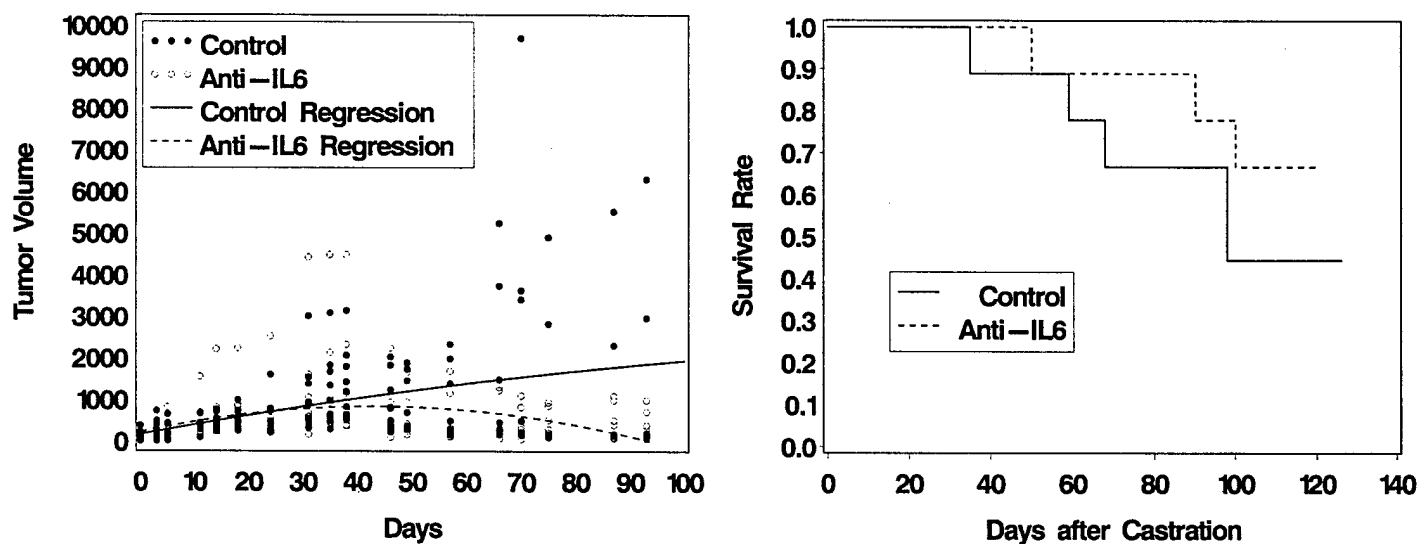 10000
9000
8000
7000
6000
5000
4000
3000
2000
1000
0
Tumor Volume
Control
Anti–IL6
Control Regression
Anti–IL6 Regression
0 10 20 30 40 50 60 70 80 90 100
Days
1.0
0.9
0.8
0.7
0.6
0.5
0.4
0.3
0.2
0.1
0.0
Survival Rate
Control
Anti–IL6
0 20 40 60 80 100 120 140
Days after Castration